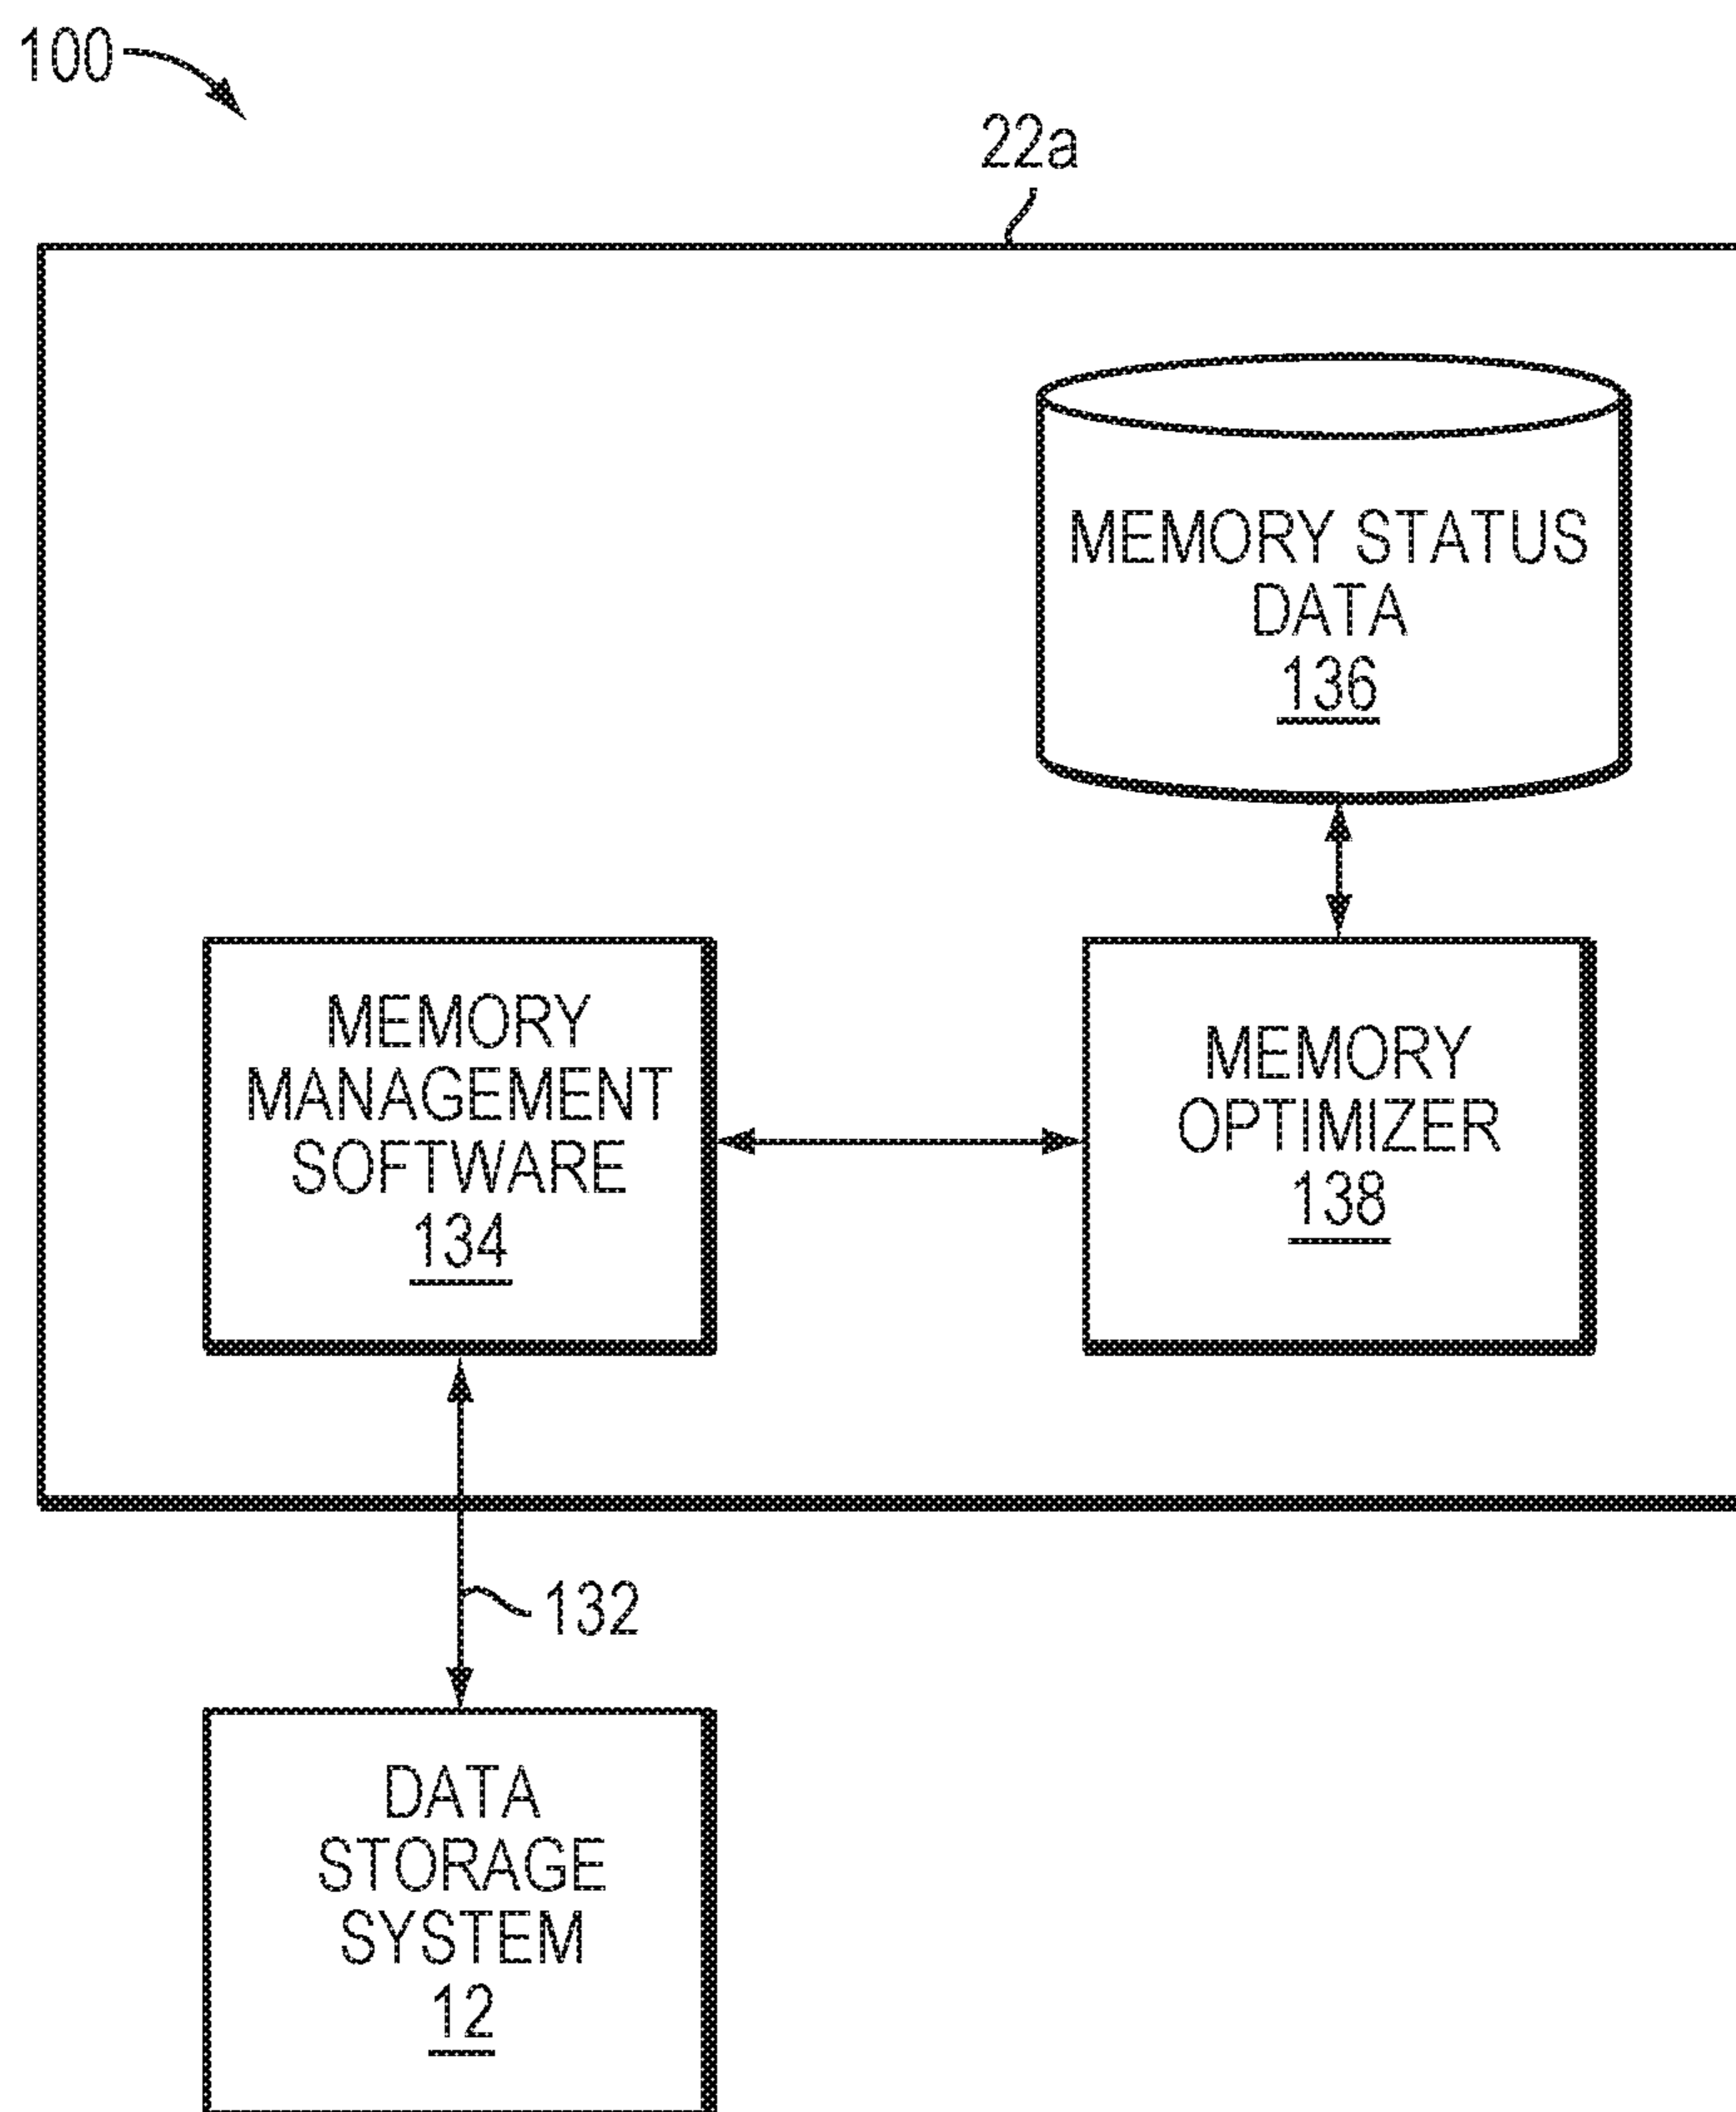 100
22a
MEMORY STATUS
DATA
136
MEMORY
MANAGEMENT
SOFTWARE
134
MEMORY
OPTIMIZER
138
132
DATA
STORAGE
SYSTEM
12